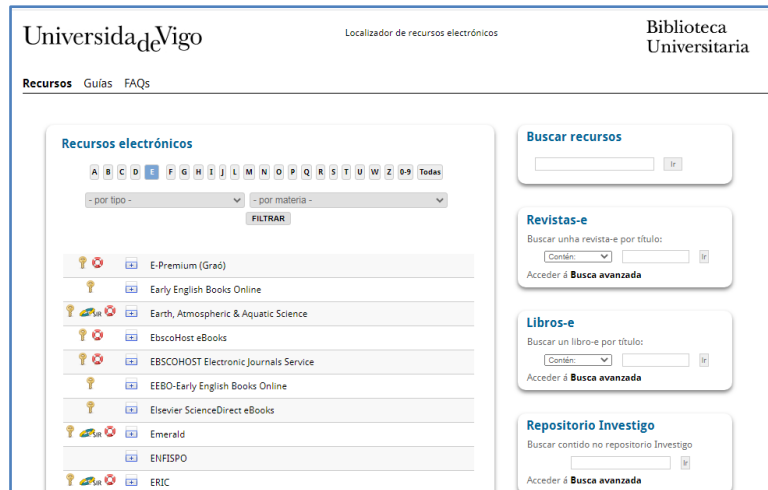 Universidade Vigo
Localizador de recursos electrónicos
Biblioteca
Universitaria
Recursos Guías FAQs
Recursos electrónicos
A B C D E F G H I J L M N O P Q R S T U W Z 0-9 Todas
- por tipo - - por materia -
FILTRAR
E-Premium (Graó)
Early English Books Online
Earth, Atmospheric & Aquatic Science
EbscoHost eBooks
EBSCOHOST Electronic Journals Service
EEBO-Early English Books Online
Elsevier ScienceDirect eBooks
Emerald
ENFISPO
ERIC
Buscar recursos
Ir
Revistas-e
Buscar unha revista-e por título:
Contén: Ir
Acceder á Busca avanzada
Libros-e
Buscar un libro-e por título:
Contén: Ir
Acceder á Busca avanzada
Repositorio Investigo
Buscar contido no repositorio Investigo
Ir
Acceder á Busca avanzada